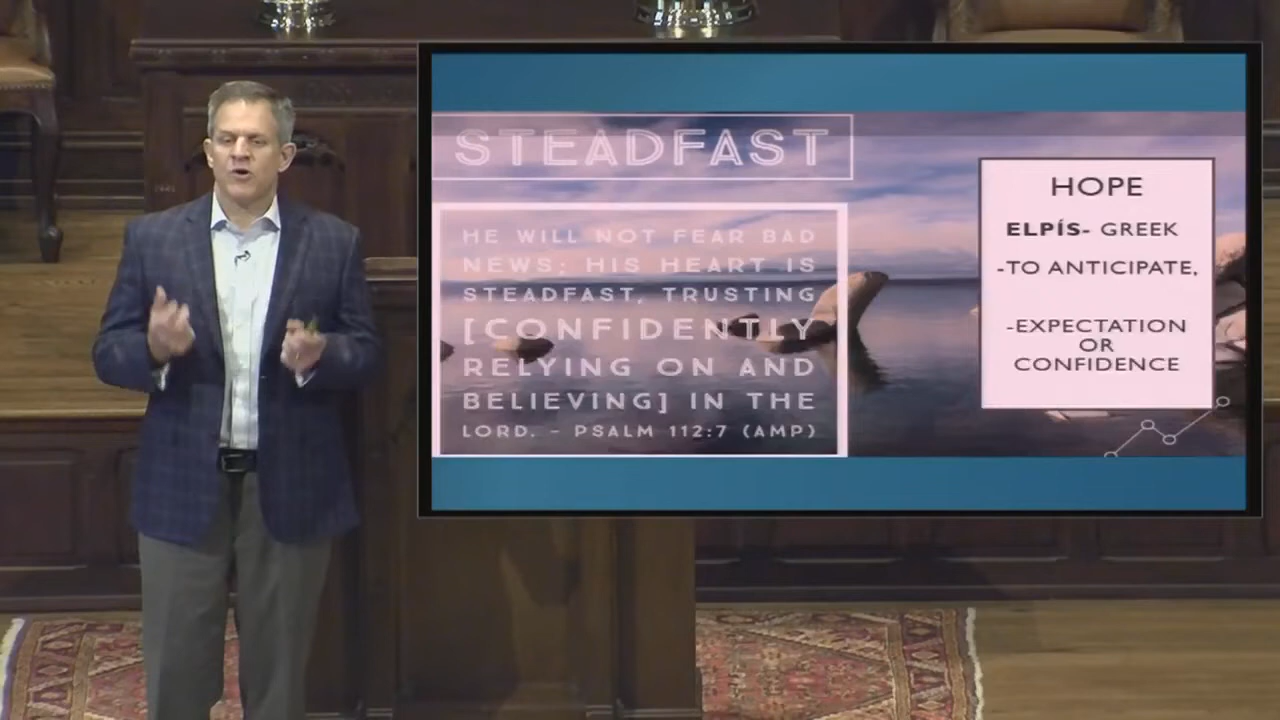 STEADFAST
HE WILL NOT FEAR BAD
NEWS; HIS HEART IS
STEADFAST, TRUSTING
[CONFIDENTLY
RELYING ON AND
BELIEVING] IN THE
LORD. - PSALM 112:7 (AMP)
HOPE
ELPÍS- GREEK
-TO ANTICIPATE,
-EXPECTATION
OR
CONFIDENCE